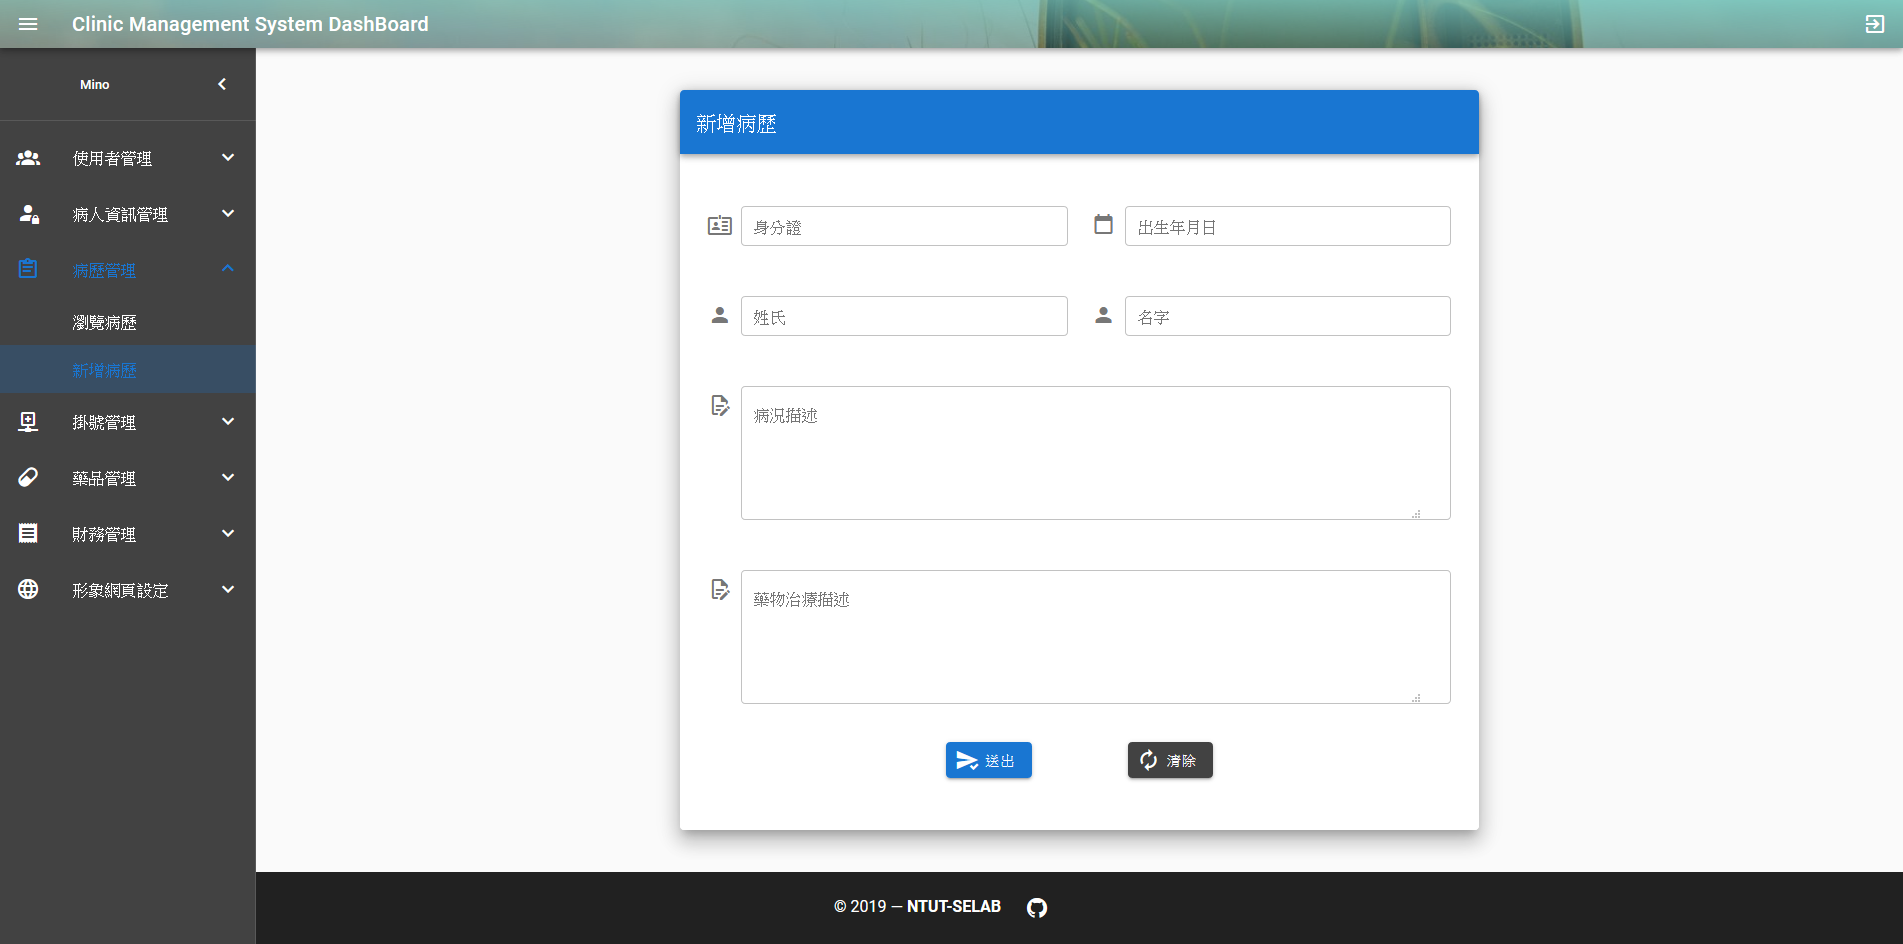 Clinic Management System DashBoard
Mino
使用者管理
病人資訊管理
病歷管理
瀏覽病歷
新增病歷
掛號管理
藥品管理
財務管理
形象網頁設定
新增病歷
身分證
出生年月日
姓氏
名字
病況描述
藥物治療描述
送出
清除
© 2019 — NTUT-SELAB